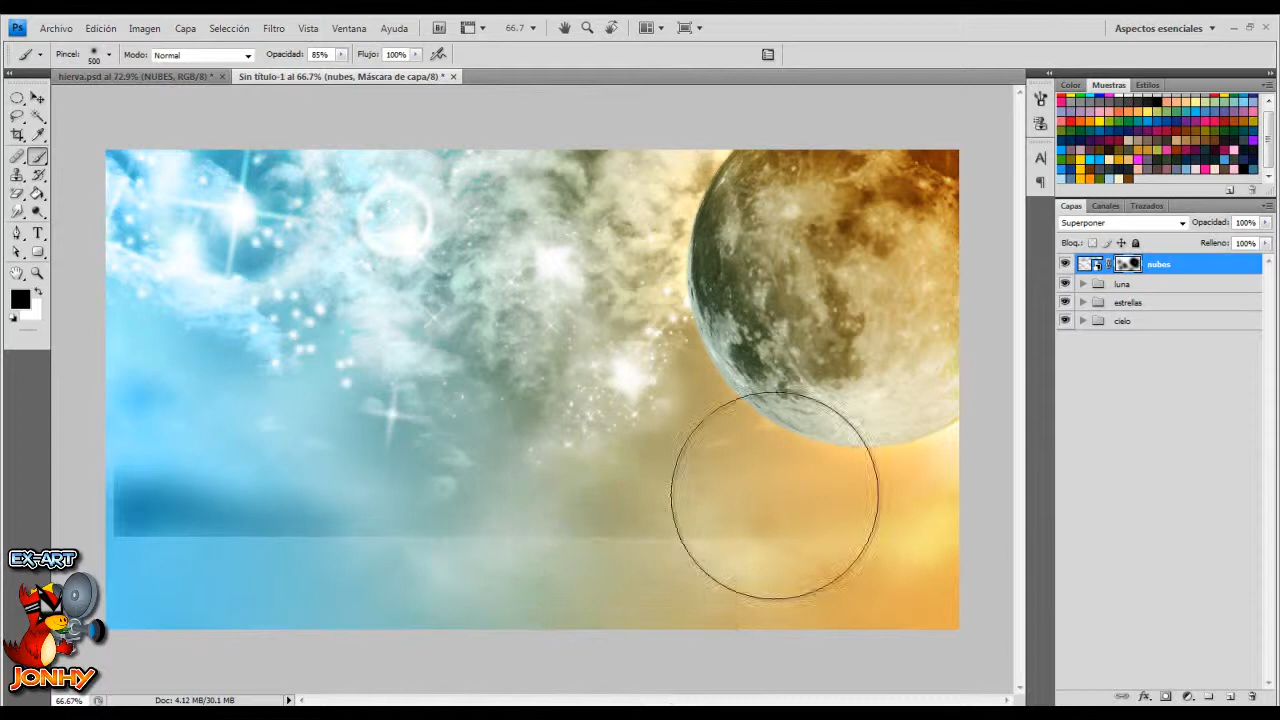 Ps Archivo Edición Imagen Capa Selección Filtro Vista Ventana Ayuda Br 66.7 Aspectos esenciales
Pincel: 500 Modo: Normal Opacidad: 85% Flujo: 100%
hierva.psd al 72.9% (NUBES, RGB/8) * Sin título-1 al 66.7% (nubes, Máscara de capa/8) *
Color Muestras Estilos
Capas Canales Trazados
Superponer Opacidad: 100%
Bloq.: Relleno: 100%
nubes
luna
estrellas
cielo
EX-ART
JONHY
66.67% Doc: 4.12 MB/30.1 MB